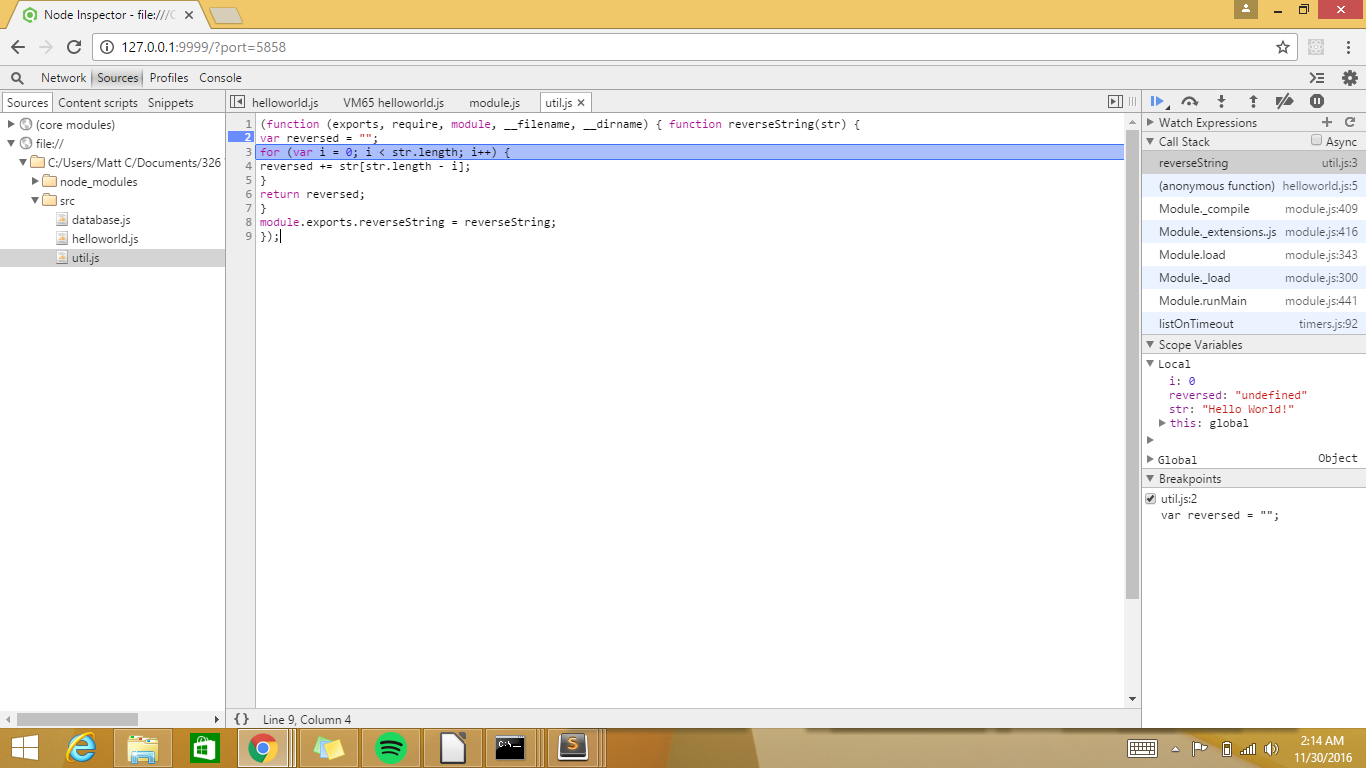 Node Inspector - file:///C
127.0.0.1:9999/?port=5858
Network Sources Profiles Console
Sources Content scripts Snippets
(core modules)
file://
C:/Users/Matt C/Documents/326
node_modules
src
database.js
helloworld.js
util.js
helloworld.js VM65 helloworld.js module.js util.js
1 (function (exports, require, module, __filename, __dirname) { function reverseString(str) {
2 var reversed = "";
3 for (var i = 0; i < str.length; i++) {
4 reversed += str[str.length - i];
5 }
6 return reversed;
7 }
8 module.exports.reverseString = reverseString;
9 });
{} Line 9, Column 4
Watch Expressions
Call Stack Async
reverseString util.js:3
(anonymous function) helloworld.js:5
Module._compile module.js:409
Module._extensions..js module.js:416
Module.load module.js:343
Module._load module.js:300
Module.runMain module.js:441
listOnTimeout timers.js:92
Scope Variables
Local
i: 0
reversed: "undefined"
str: "Hello World!"
this: global
Global Object
Breakpoints
util.js:2
var reversed = "";
2:14 AM
11/30/2016